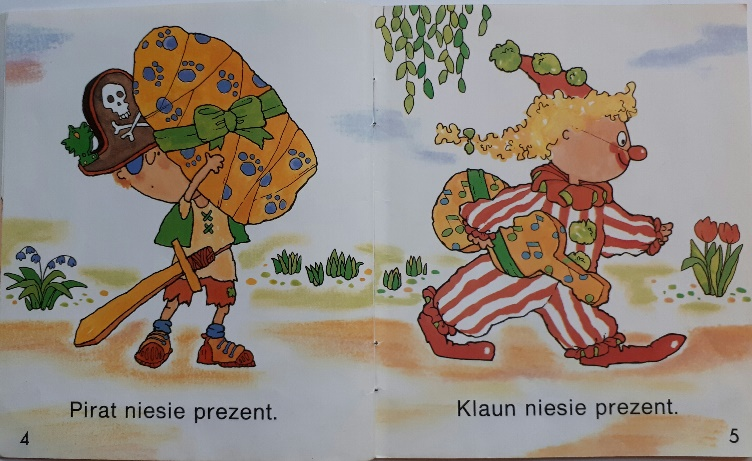 Pirat niesie prezent.
4
Klaun niesie prezent.
5